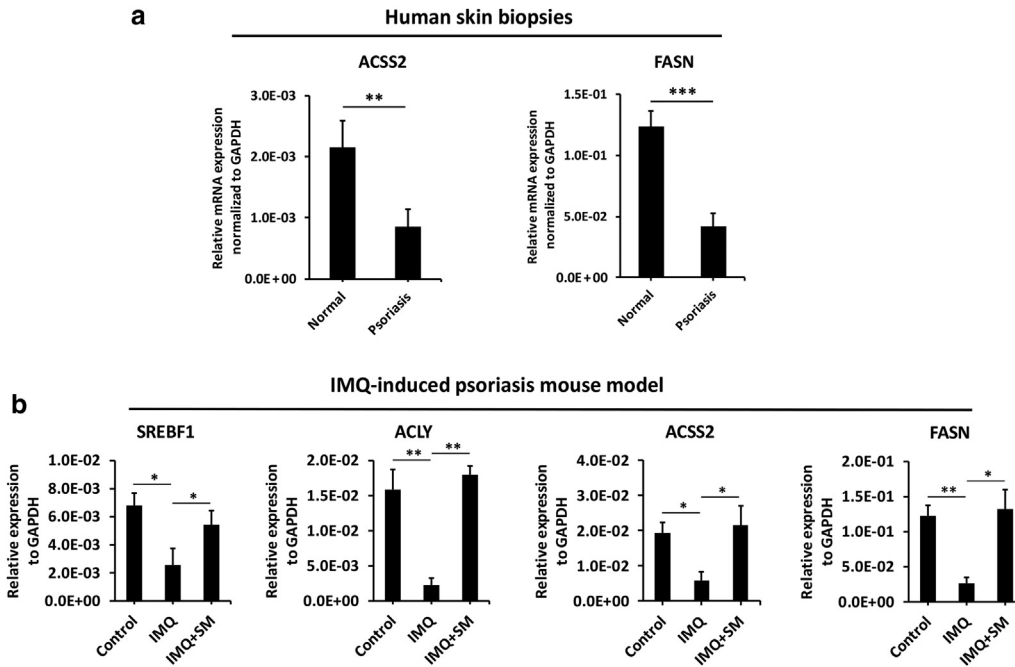 a
Human skin biopsies
ACSS2
**
Relative mRNA expression
normalizad to GAPDH
3.0E-03
2.0E-03
1.0E-03
0.0E+00
Normal
Psoriasis
FASN
***
Relative mRNA expression
normalized to GAPDH
1.5E-01
1.0E-01
5.0E-02
0.0E+00
Normal
Psoriasis
b
IMQ-induced psoriasis mouse model
SREBF1
*
*
Relative expression
to GAPDH
1.0E-02
8.0E-03
6.0E-03
4.0E-03
2.0E-03
0.0E+00
Control
IMQ
IMQ+SM
ACLY
**
**
Relative expression
to GAPDH
2.0E-02
1.5E-02
1.0E-02
5.0E-03
0.0E+00
Control
IMQ
IMQ+SM
ACSS2
*
*
Relative expression
to GAPDH
4.0E-02
3.0E-02
2.0E-02
1.0E-02
0.0E+00
Control
IMQ
IMQ+SM
FASN
**
*
Relative expression
to GAPDH
2.0E-01
1.5E-01
1.0E-01
5.0E-02
0.0E+00
Control
IMQ
IMQ+SM